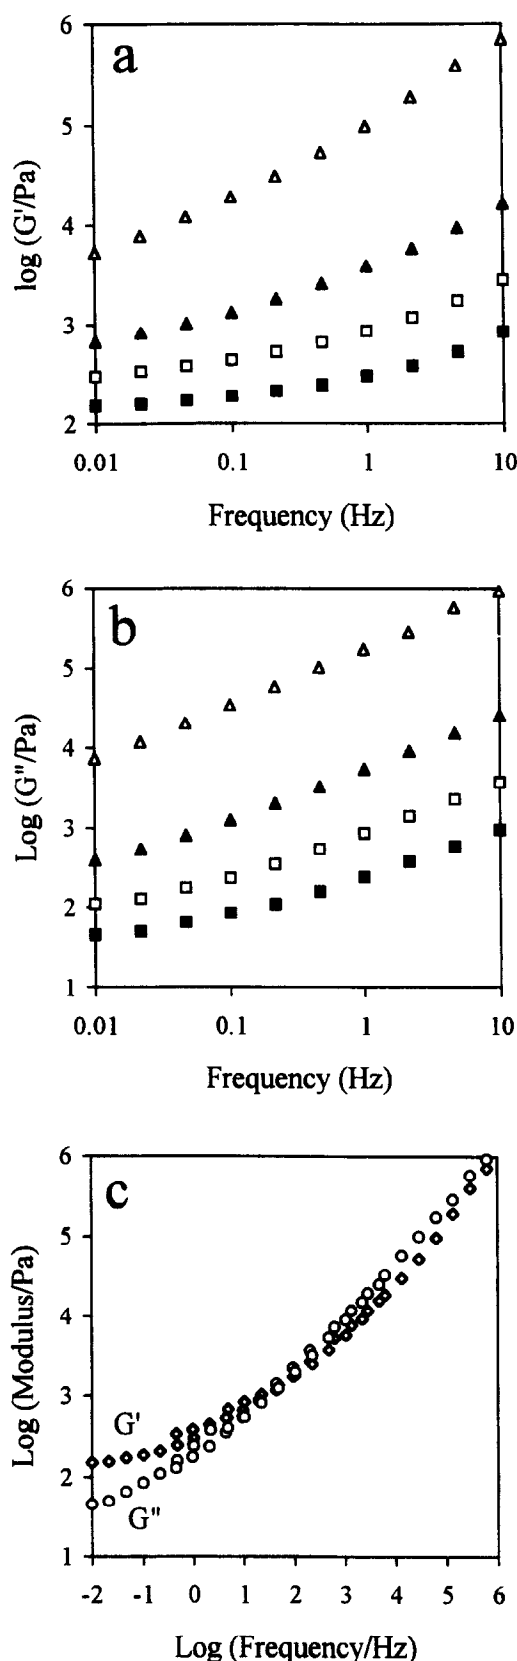 a
6
5
4
3
2
log (G'/Pa)
0.01 0.1 1 10
Frequency (Hz)
b
6
5
4
3
2
1
Log (G"/Pa)
0.01 0.1 1 10
Frequency (Hz)
c
6
5
4
3
2
1
Log (Modulus/Pa)
G'
G"
-2 -1 0 1 2 3 4 5 6
Log (Frequency/Hz)